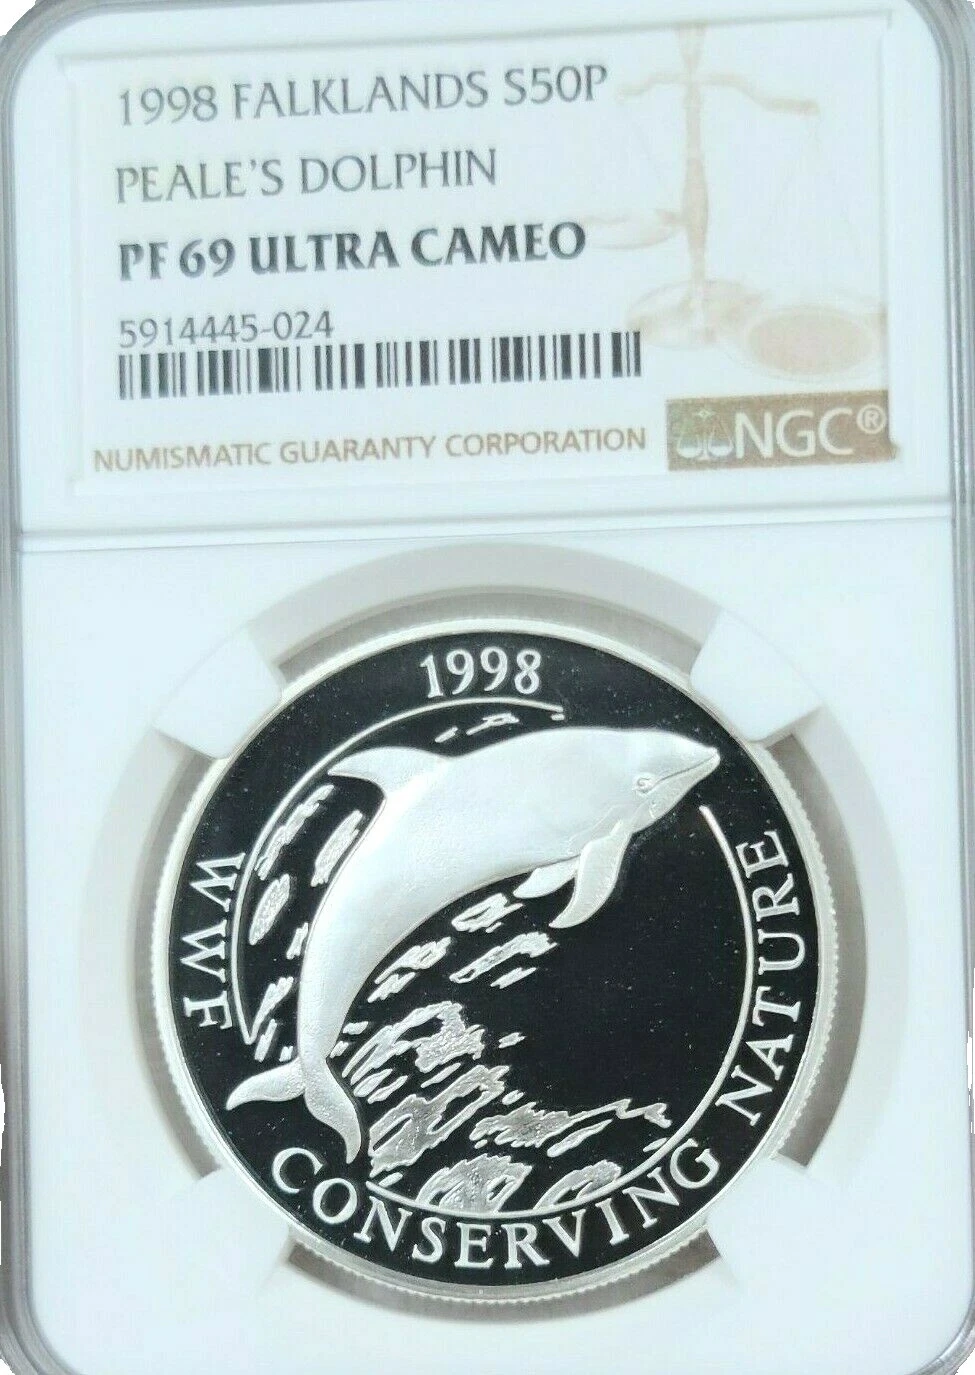 1998 FALKLANDS S50P
PEALE'S DOLPHIN
PF 69 ULTRA CAMEO
5914445-024
NUMISMATIC GUARANTY CORPORATION
NGC®
1998
WWF CONSERVING NATURE